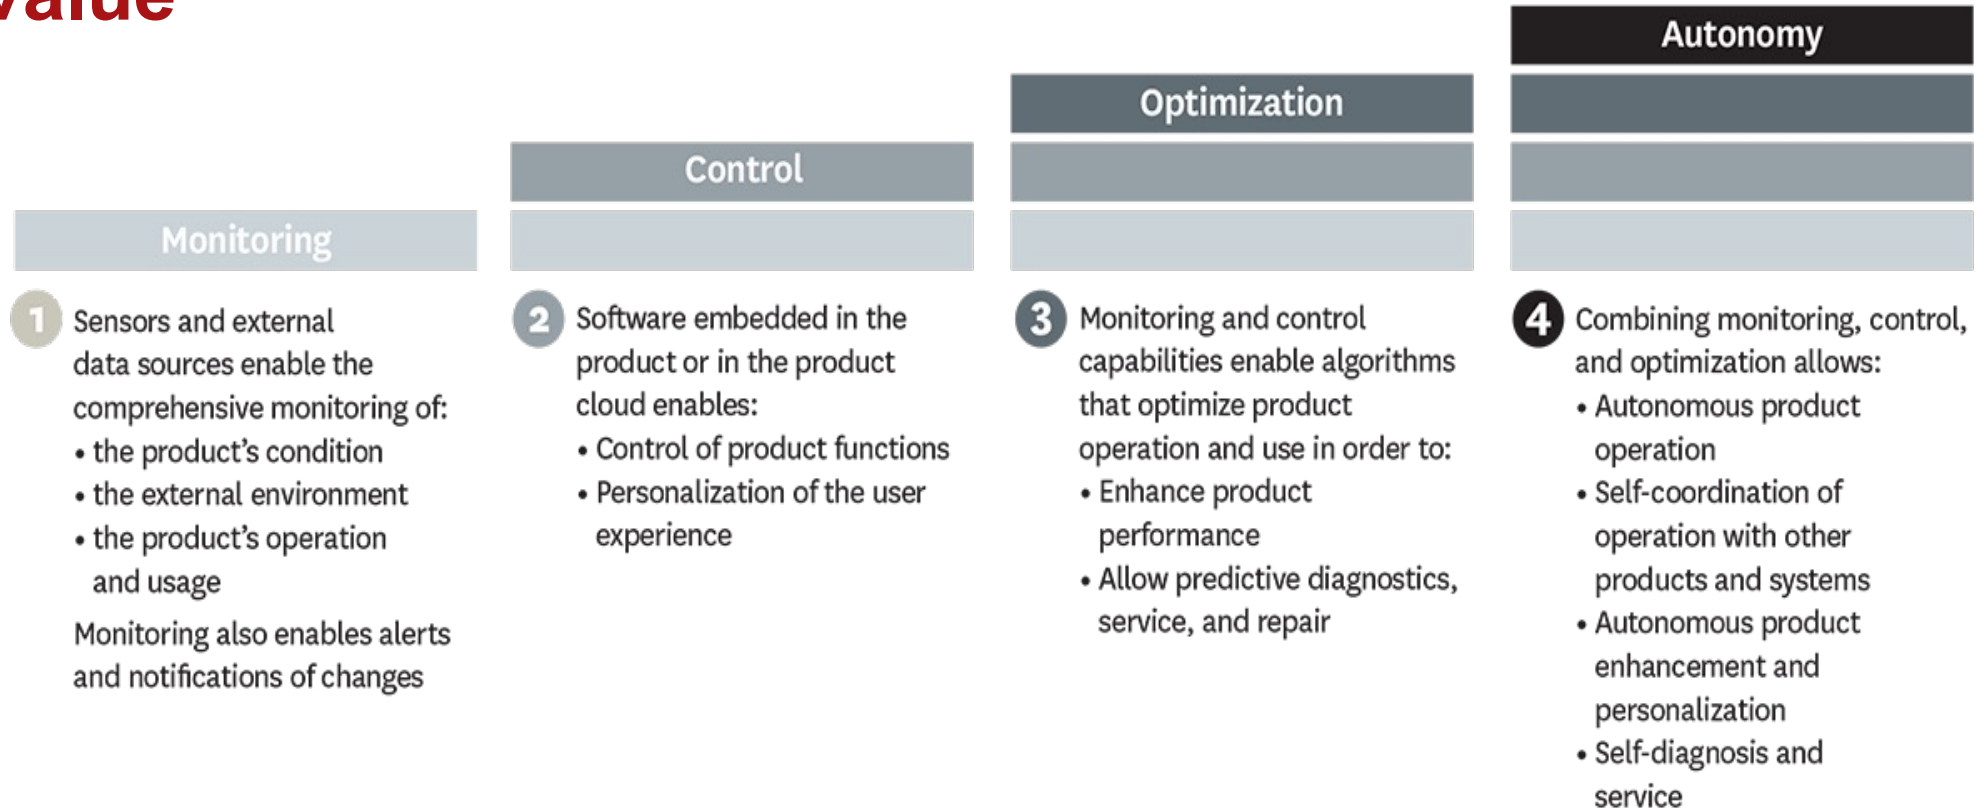 value
Autonomy
Optimization
Control
Monitoring
1 Sensors and external
data sources enable the
comprehensive monitoring of:
• the product’s condition
• the external environment
• the product’s operation
and usage
Monitoring also enables alerts
and notifications of changes
2 Software embedded in the
product or in the product
cloud enables:
• Control of product functions
• Personalization of the user
experience
3 Monitoring and control
capabilities enable algorithms
that optimize product
operation and use in order to:
• Enhance product
performance
• Allow predictive diagnostics,
service, and repair
4 Combining monitoring, control,
and optimization allows:
• Autonomous product
operation
• Self-coordination of
operation with other
products and systems
• Autonomous product
enhancement and
personalization
• Self-diagnosis and
service